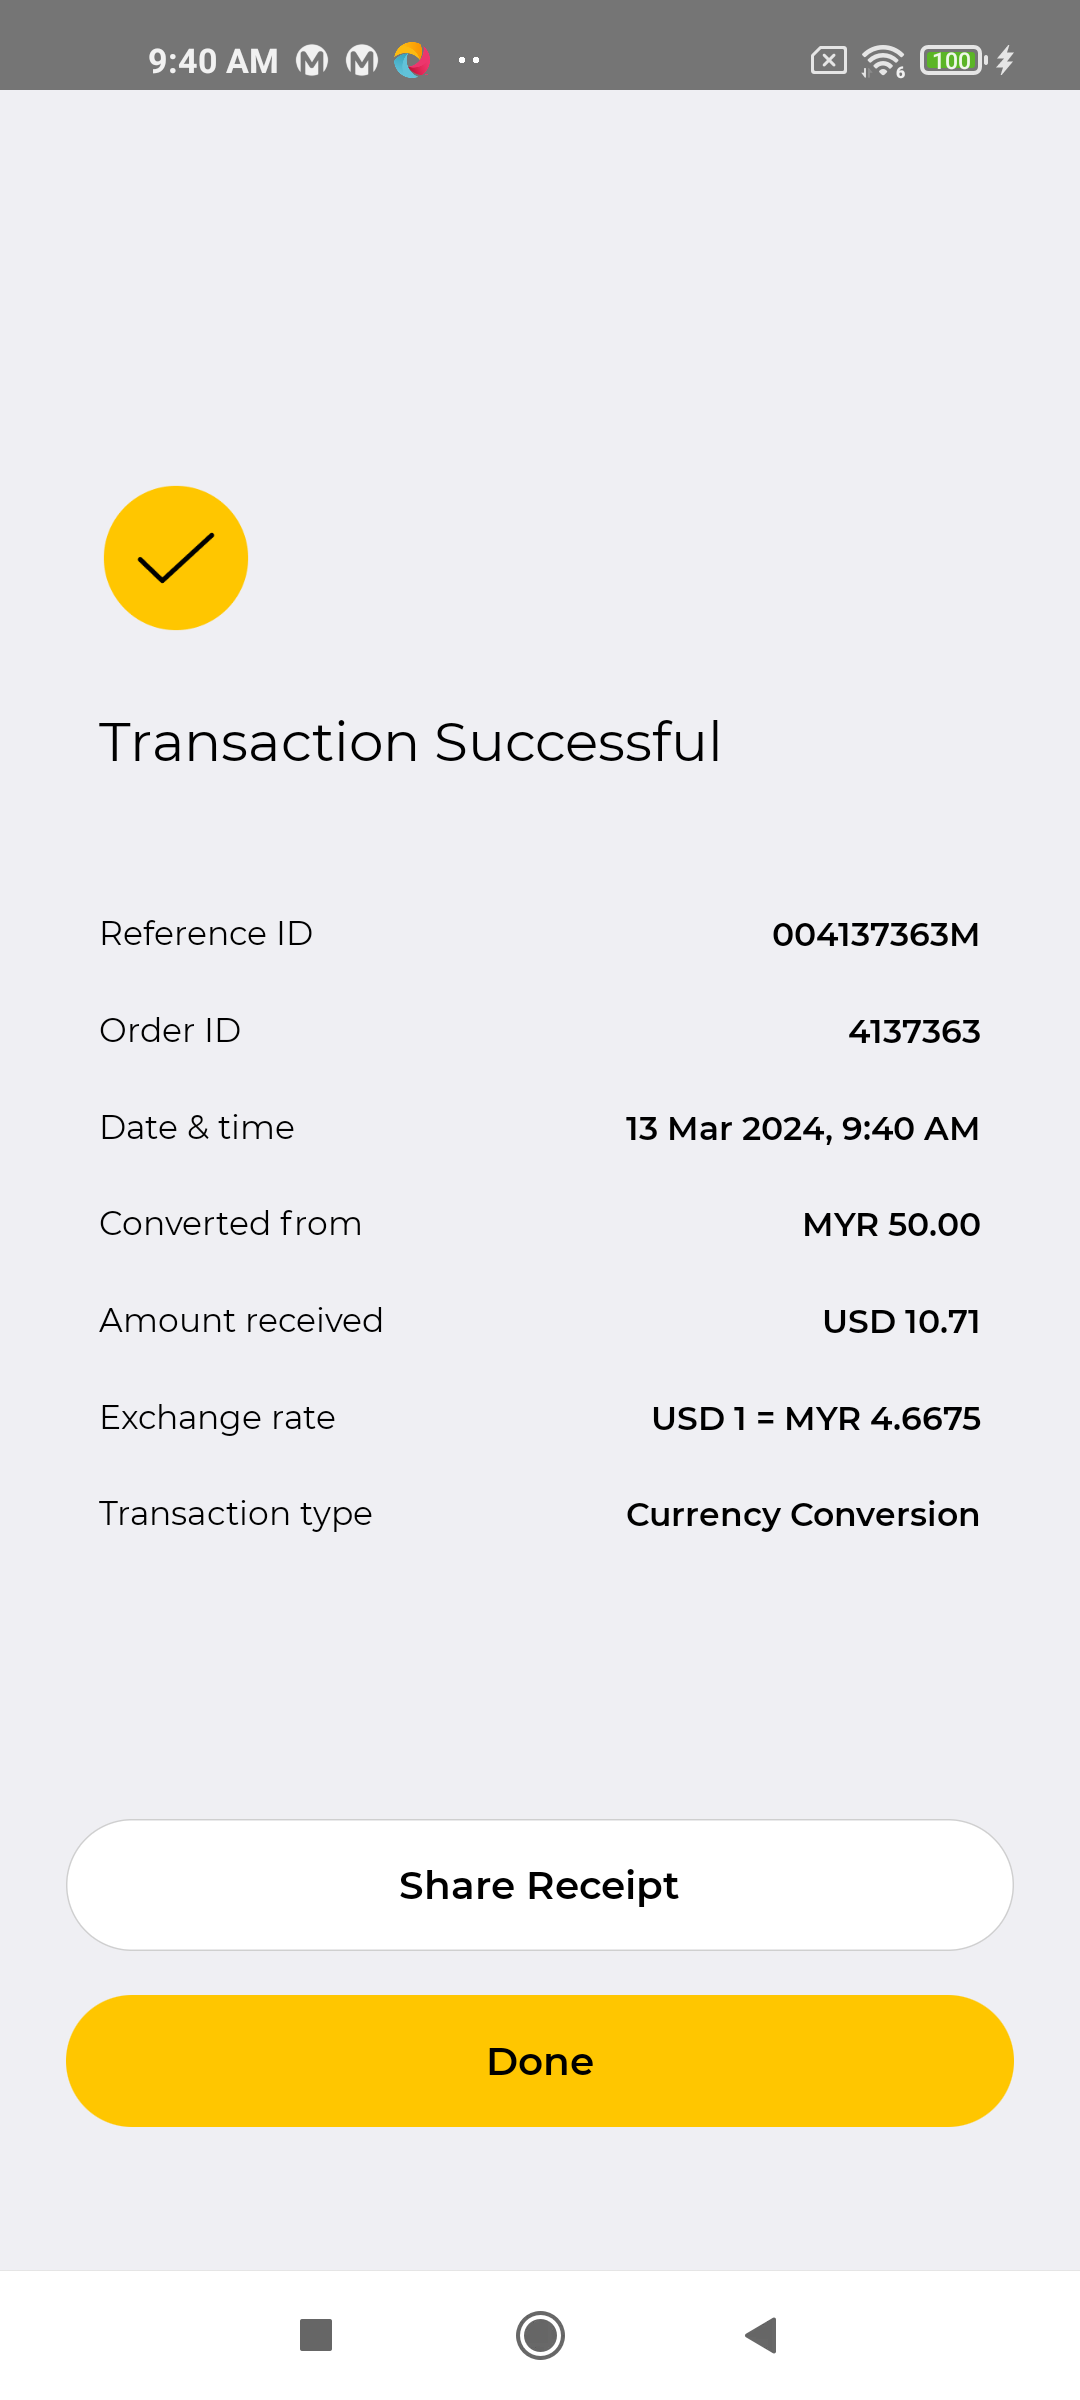 9:40 AM
6
100
Transaction Successful
Reference ID 004137363M
Order ID 4137363
Date & time 13 Mar 2024, 9:40 AM
Converted from MYR 50.00
Amount received USD 10.71
Exchange rate USD 1 = MYR 4.6675
Transaction type Currency Conversion
Share Receipt
Done